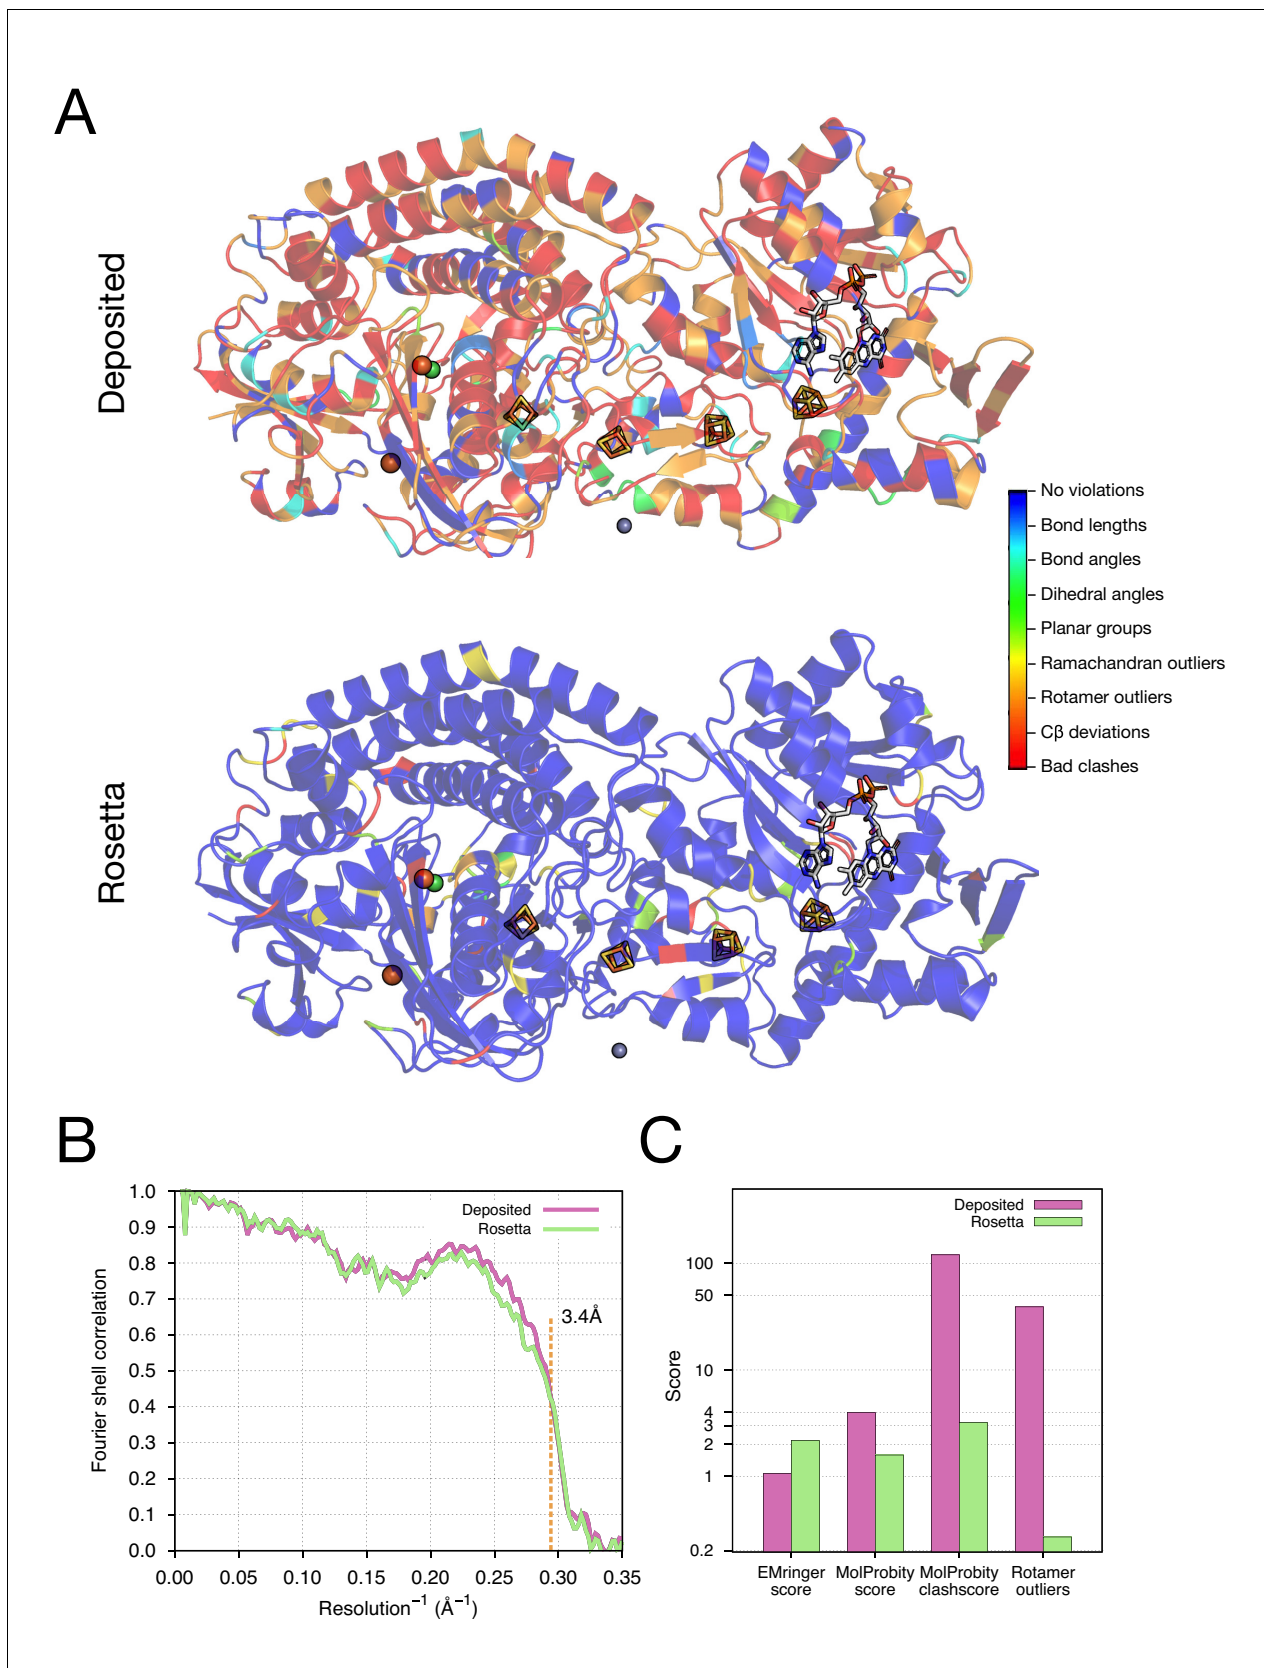 A
Deposited
No violations
Bond lengths
Bond angles
Dihedral angles
Planar groups
Ramachandran outliers
Rotamer outliers
Cβ deviations
Bad clashes
Rosetta
B
1.0
0.9
0.8
0.7
0.6
0.5
0.4
0.3
0.2
0.1
0.0
Fourier shell correlation
Deposited
Rosetta
3.4Å
0.00 0.05 0.10 0.15 0.20 0.25 0.30 0.35
Resolution⁻¹ (Å⁻¹)
C
Deposited
Rosetta
100
50
10
4
3
2
1
0.2
Score
EMringer score
MolProbity score
MolProbity clashscore
Rotamer outliers